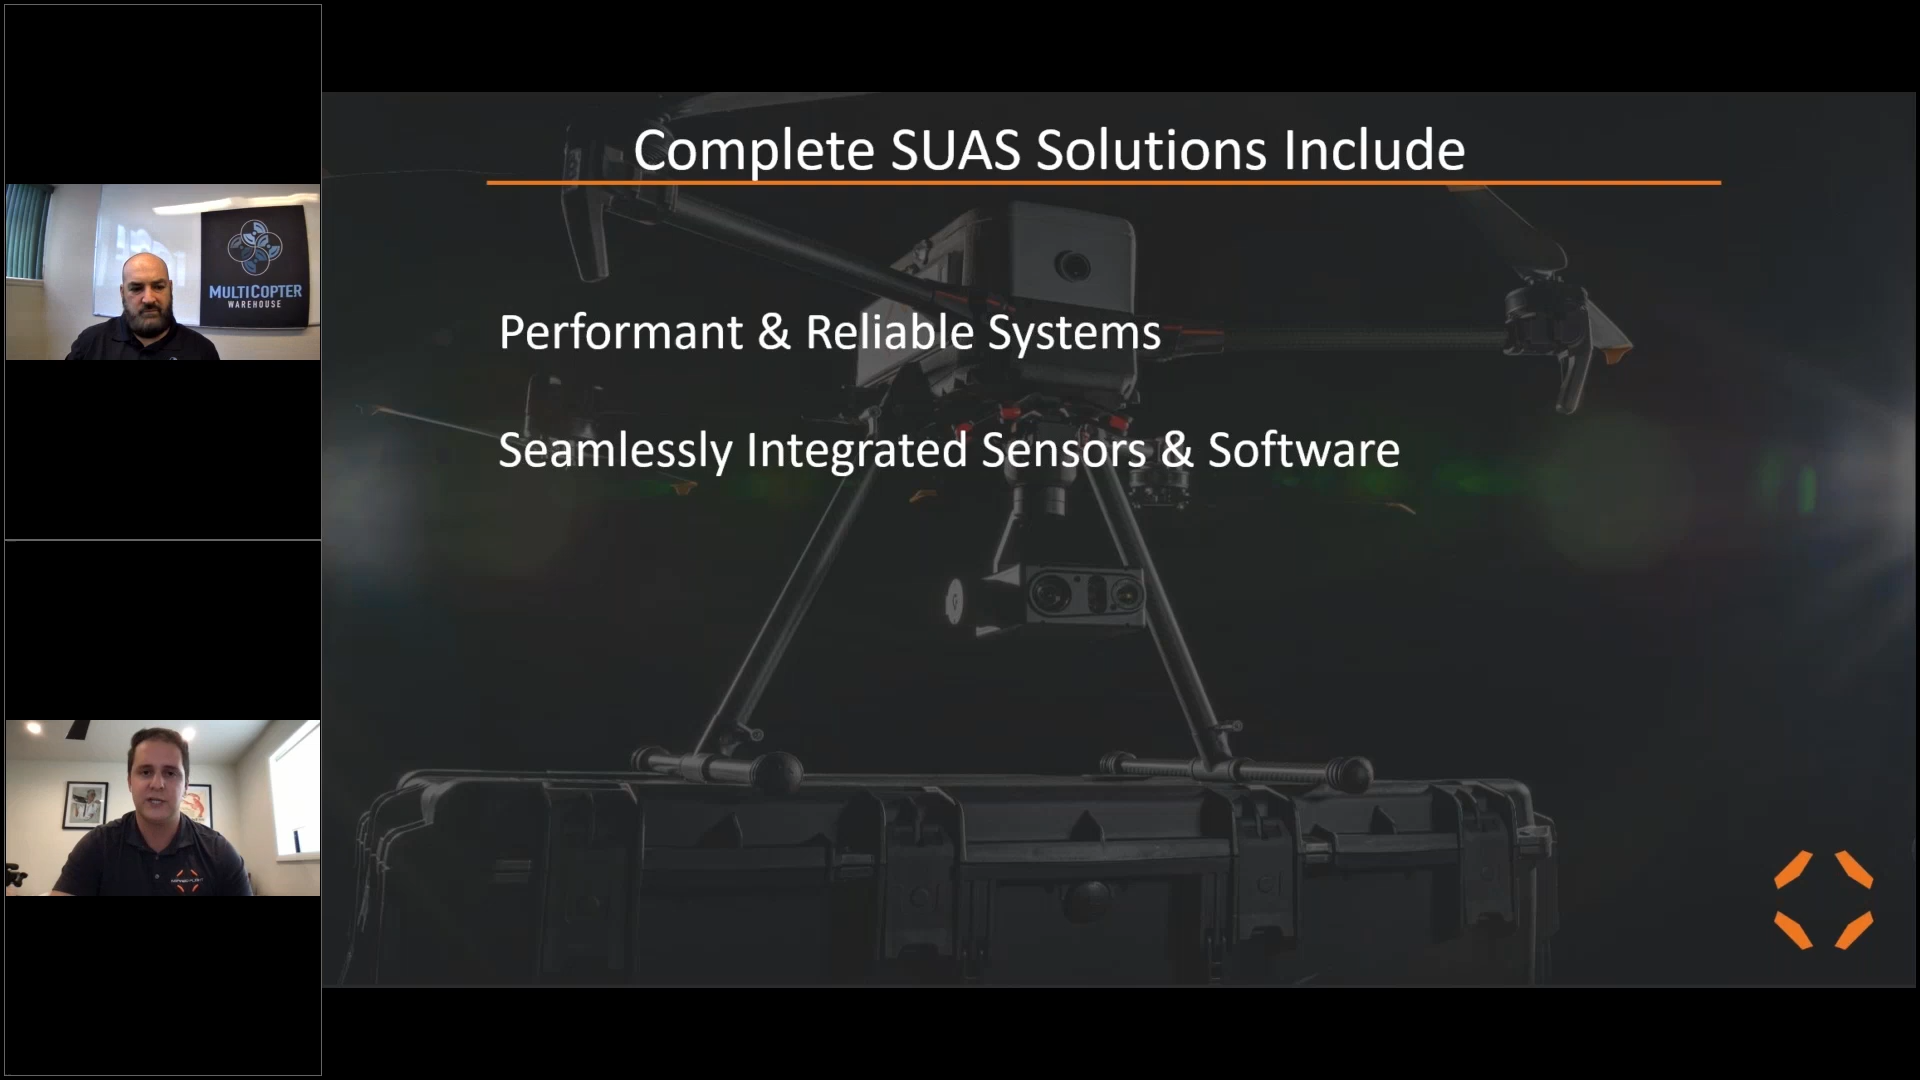 Complete SUAS Solutions Include
Performant & Reliable Systems
Seamlessly Integrated Sensors & Software
MULTICOPTER
WAREHOUSE